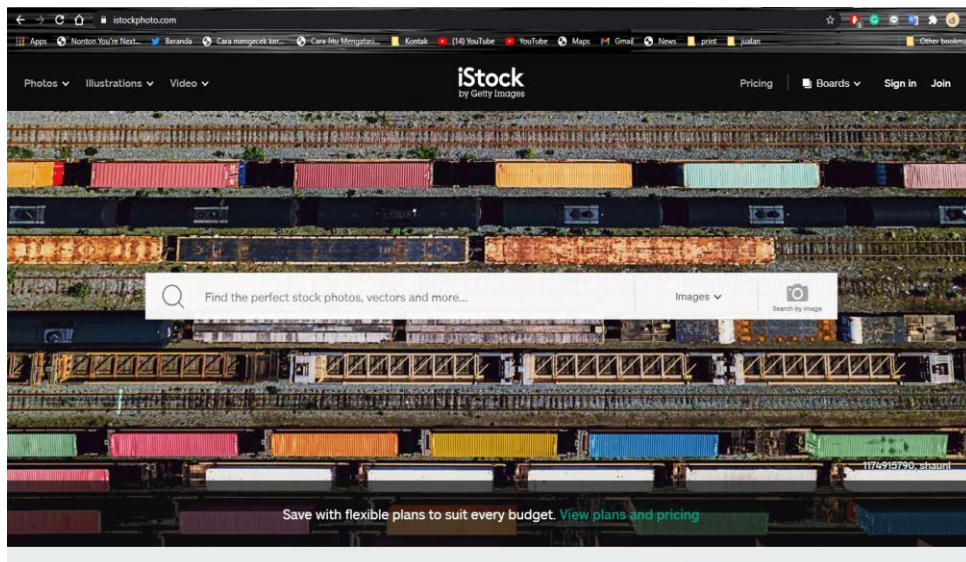 istockphoto.com
Apps Nonton You're Next... Beranda Cara mengecek ker... Cara Jitu Mengatasi... Kontak (14) YouTube YouTube Maps Gmail News print jualan Other bookma
Photos Illustrations Video iStock Pricing Boards Sign in Join
by Getty Images
Find the perfect stock photos, vectors and more... Images Search by image
1174915790, shaunl
Save with flexible plans to suit every budget. View plans and pricing